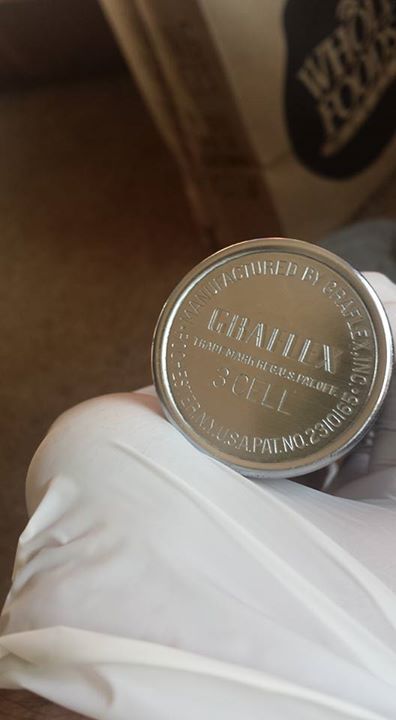 WHOLE
FOODS
MANUFACTURED BY GRAFLEX, INC.
GRAFLEX
TRADE MARK REG. U.S. PAT. OFF.
3 CELL
ROCHESTER, N.Y., U.S.A. PAT. NO. 2310165